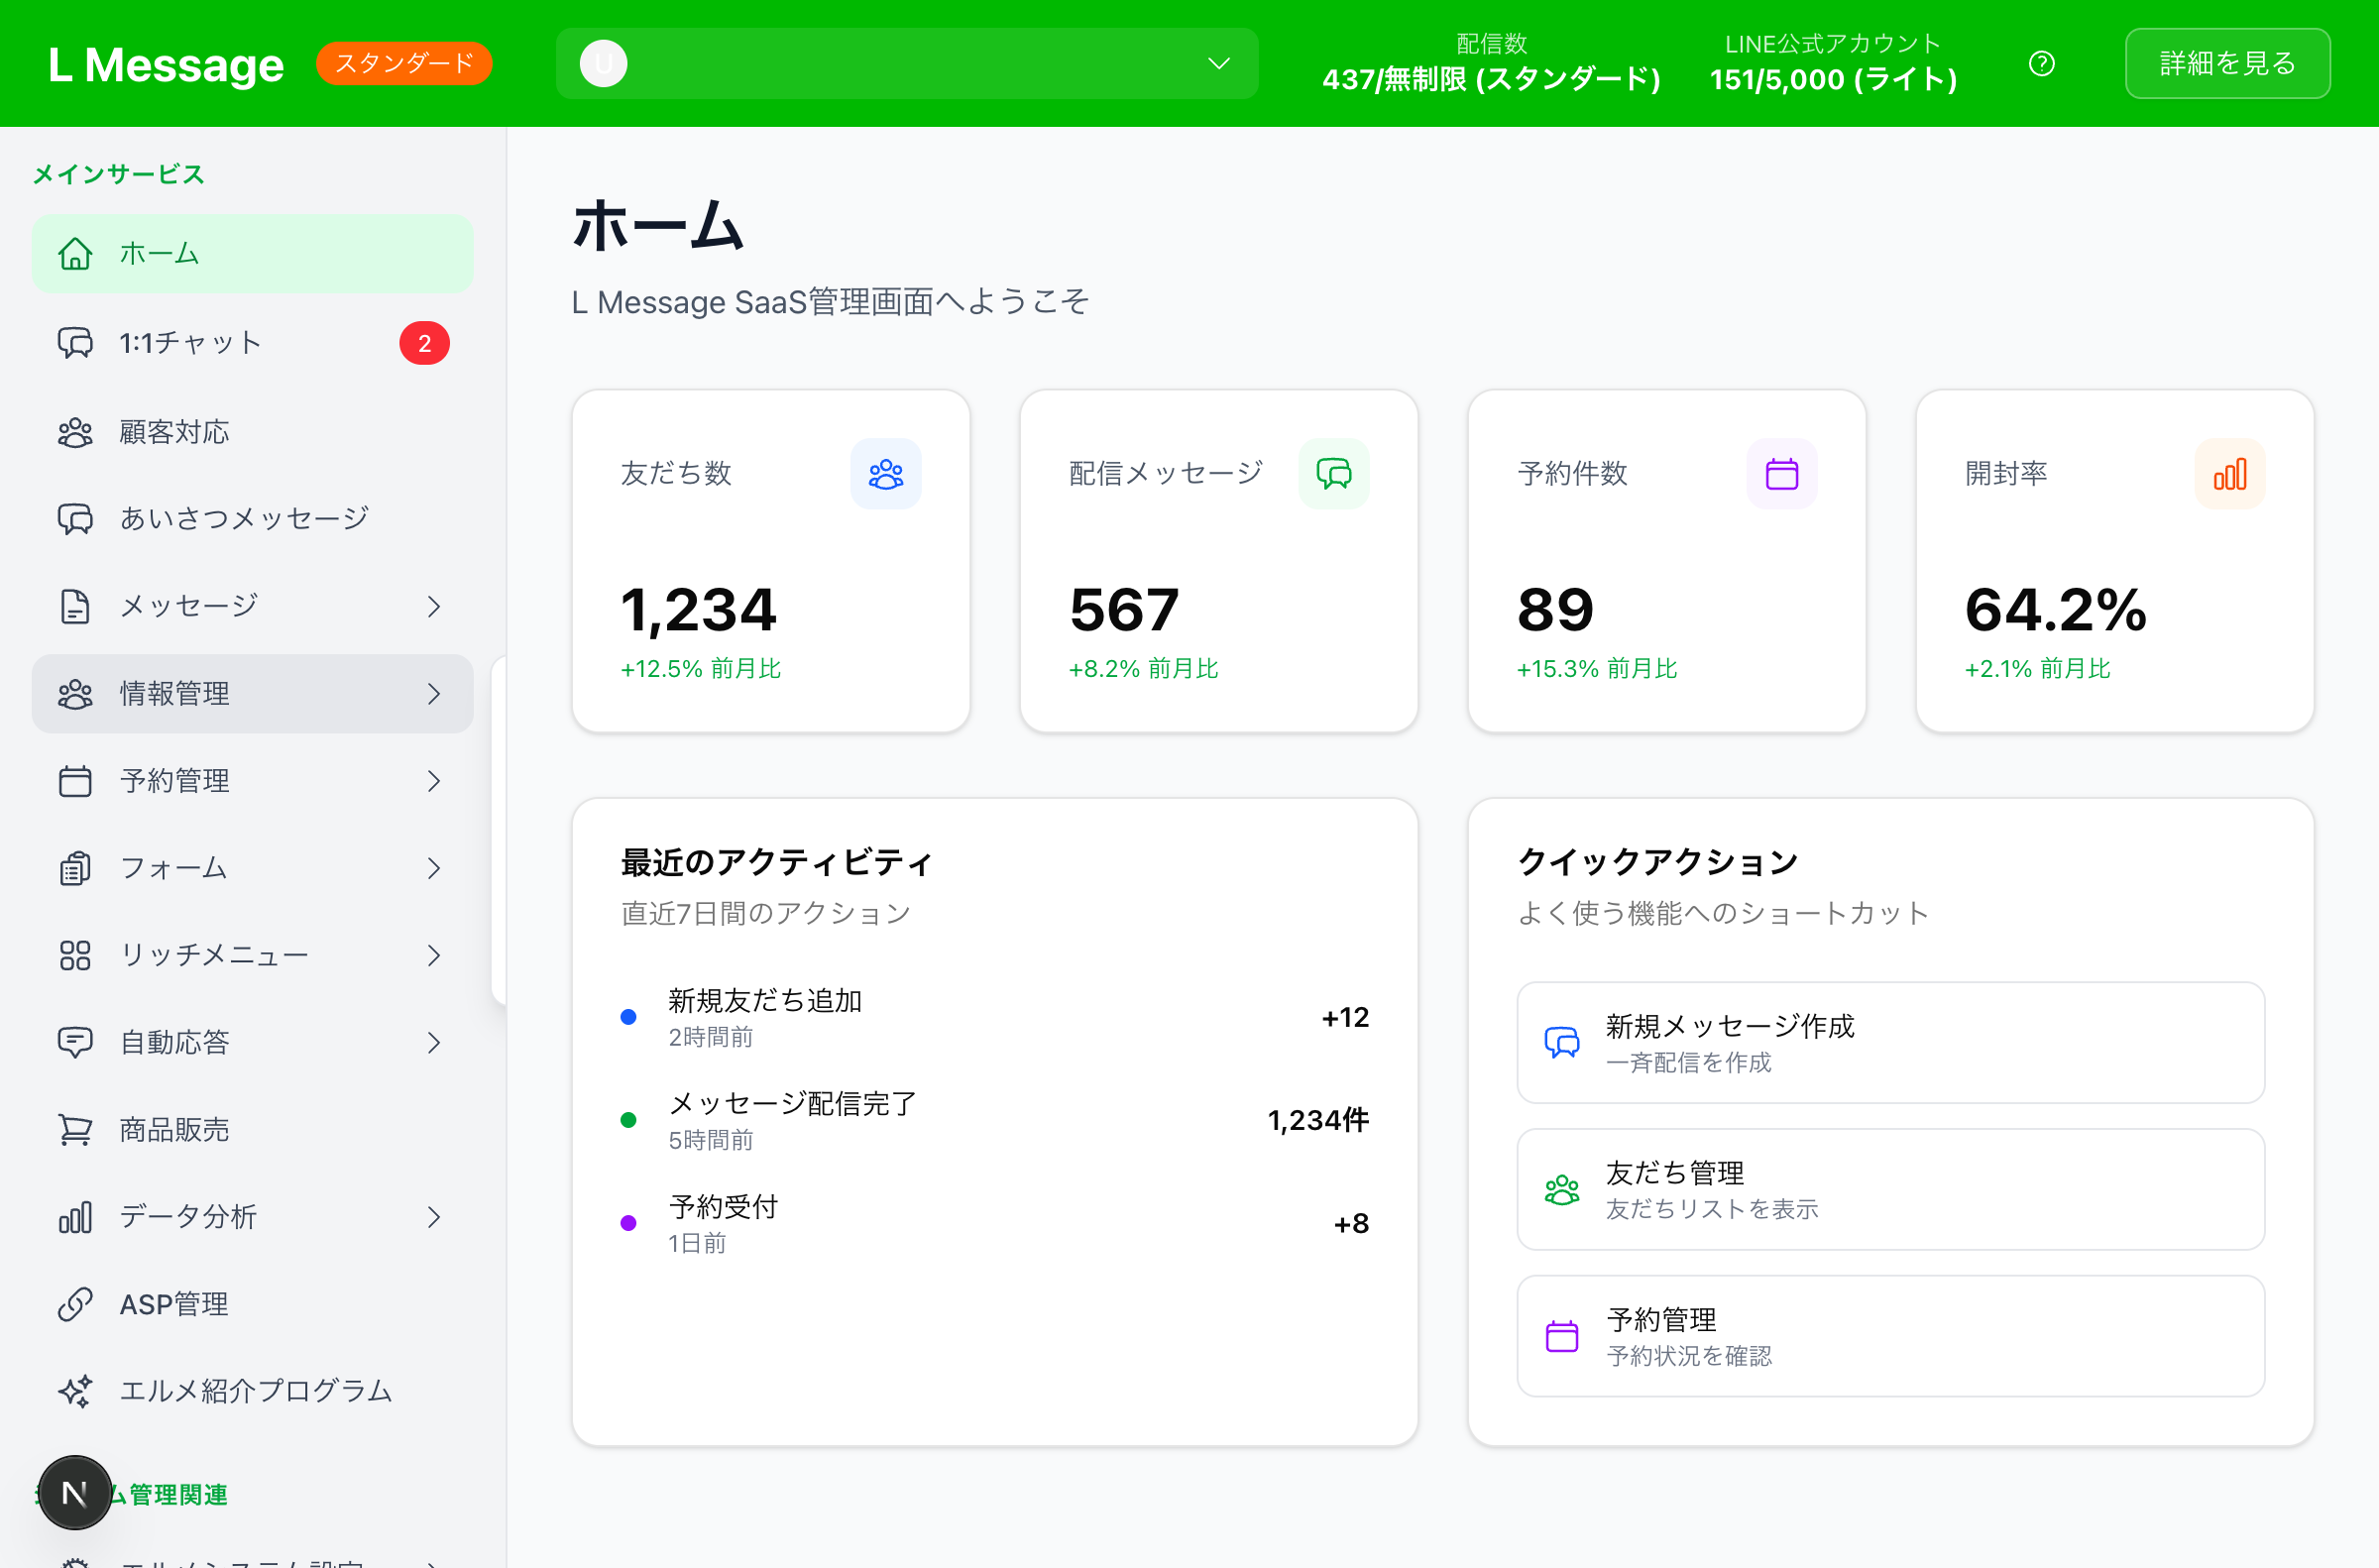 L Message
スタンダード
U
配信数
437/無制限 (スタンダード)
LINE公式アカウント
151/5,000 (ライト)
?
詳細を見る
メインサービス
ホーム
1:1チャット
2
顧客対応
あいさつメッセージ
メッセージ
情報管理
予約管理
フォーム
リッチメニュー
自動応答
商品販売
データ分析
ASP管理
エルメ紹介プログラム
N
ム管理関連
ホーム
L Message SaaS管理画面へようこそ
友だち数
1,234
+12.5% 前月比
配信メッセージ
567
+8.2% 前月比
予約件数
89
+15.3% 前月比
開封率
64.2%
+2.1% 前月比
最近のアクティビティ
直近7日間のアクション
新規友だち追加
2時間前
+12
メッセージ配信完了
5時間前
1,234件
予約受付
1日前
+8
クイックアクション
よく使う機能へのショートカット
新規メッセージ作成
一斉配信を作成
友だち管理
友だちリストを表示
予約管理
予約状況を確認